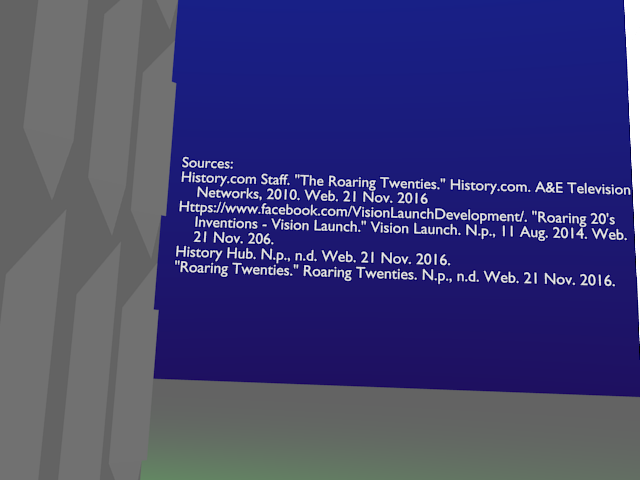 Sources:
History.com Staff. "The Roaring Twenties." History.com. A&E Television
Networks, 2010. Web. 21 Nov. 2016
Https://www.facebook.com/VisionLaunchDevelopment/. "Roaring 20's
Inventions - Vision Launch." Vision Launch. N.p., 11 Aug. 2014. Web.
21 Nov. 206.
History Hub. N.p., n.d. Web. 21 Nov. 2016.
"Roaring Twenties." Roaring Twenties. N.p., n.d. Web. 21 Nov. 2016.